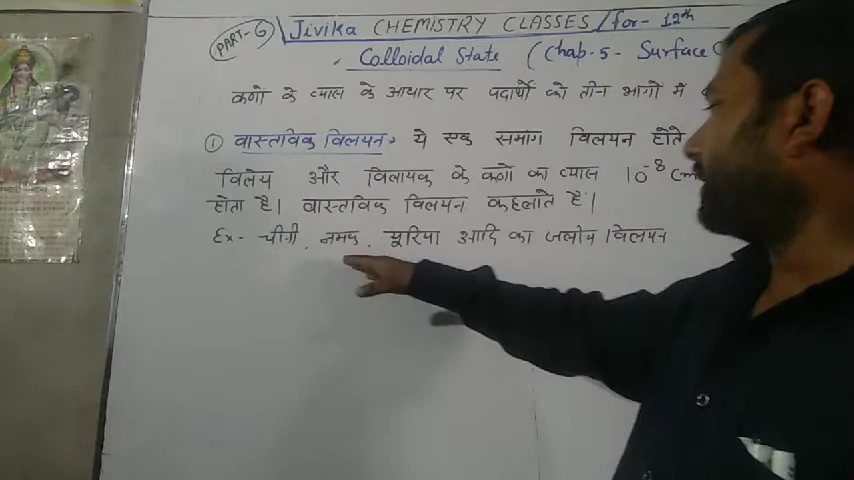 PART-6 Jivika CHEMISTRY CLASSES / for - 12th
Colloidal State (Chap-5- Surface C
कणो के व्यास के आधार पर पदार्थो को तीन भागों में
① वास्तविक विलयन → ये एक समांग विलयन होते
विलेय और विलायक के कणो का व्यास 10⁻⁸ cm
होता है। वास्तविक विलयन कहलाते है।
Ex- चीनी, नमक, यूरिया आदि का जलीय विलयन